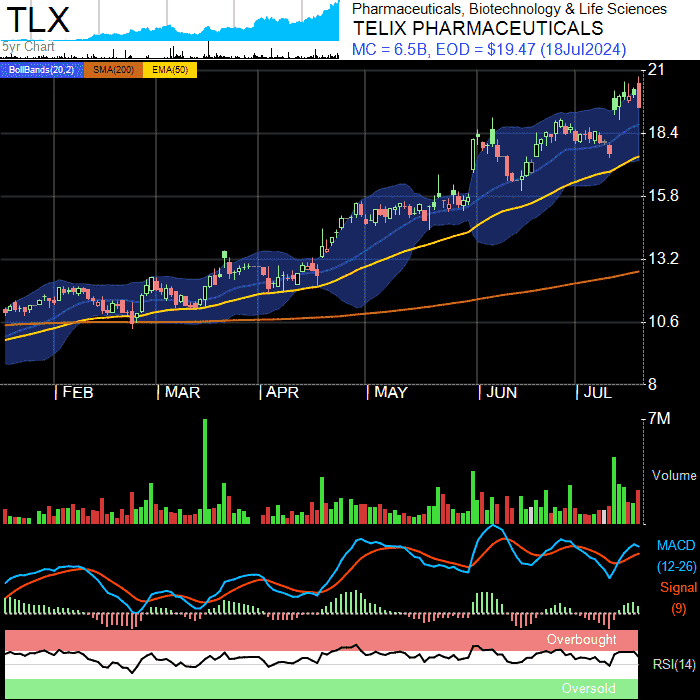 TLX
5yr Chart
Pharmaceuticals, Biotechnology & Life Sciences
TELIX PHARMACEUTICALS
MC = 6.5B, EOD = $19.47 (18Jul2024)
BollBands(20,2) SMA(200) EMA(50)
21
18.4
15.8
13.2
10.6
8
FEB MAR APR MAY JUN JUL
7M
Volume
MACD
(12-26)
Signal
(9)
Overbought
RSI(14)
Oversold